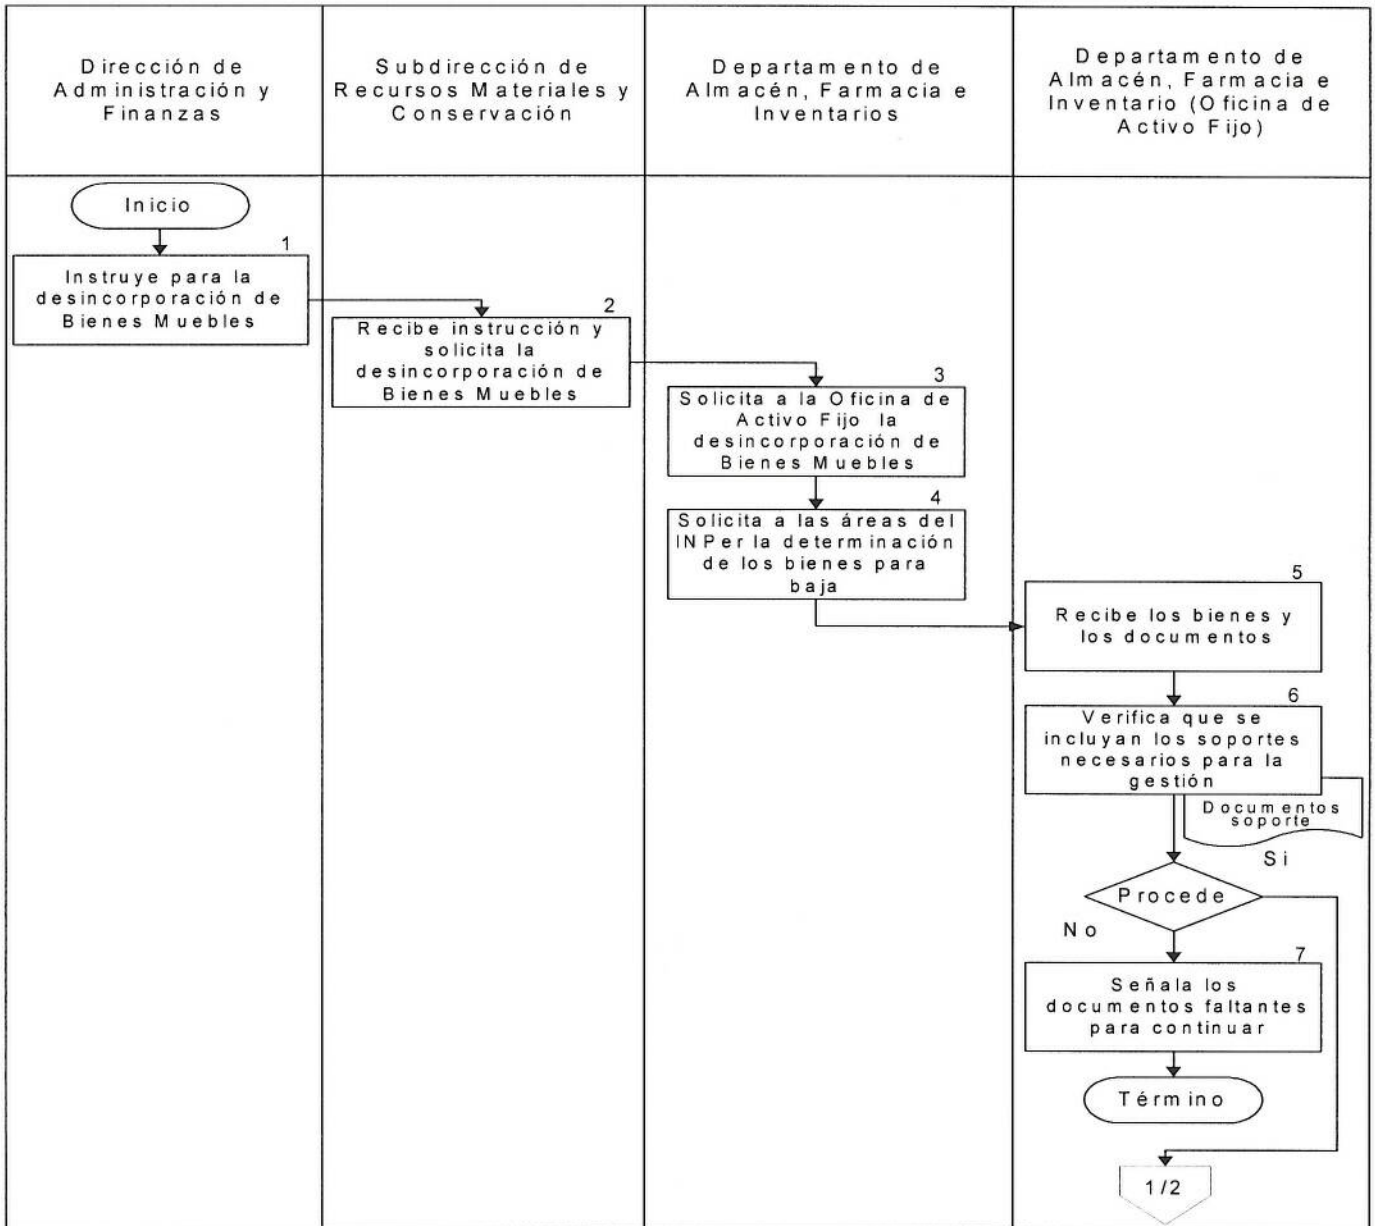 Dirección de
Administración y
Finanzas
Subdirección de
Recursos Materiales y
Conservación
Departamento de
Almacén, Farmacia e
Inventarios
Departamento de
Almacén, Farmacia e
Inventario (Oficina de
Activo Fijo)
Inicio
1
Instruye para la
desincorporación de
Bienes Muebles
2
Recibe instrucción y
solicita la
desincorporación de
Bienes Muebles
3
Solicita a la Oficina de
Activo Fijo la
desincorporación de
Bienes Muebles
4
Solicita a las áreas del
INPer la determinación
de los bienes para
baja
5
Recibe los bienes y
los documentos
6
Verifica que se
incluyan los soportes
necesarios para la
gestión
Documentos
soporte
Si
Procede
No
7
Señala los
documentos faltantes
para continuar
Término
1/2